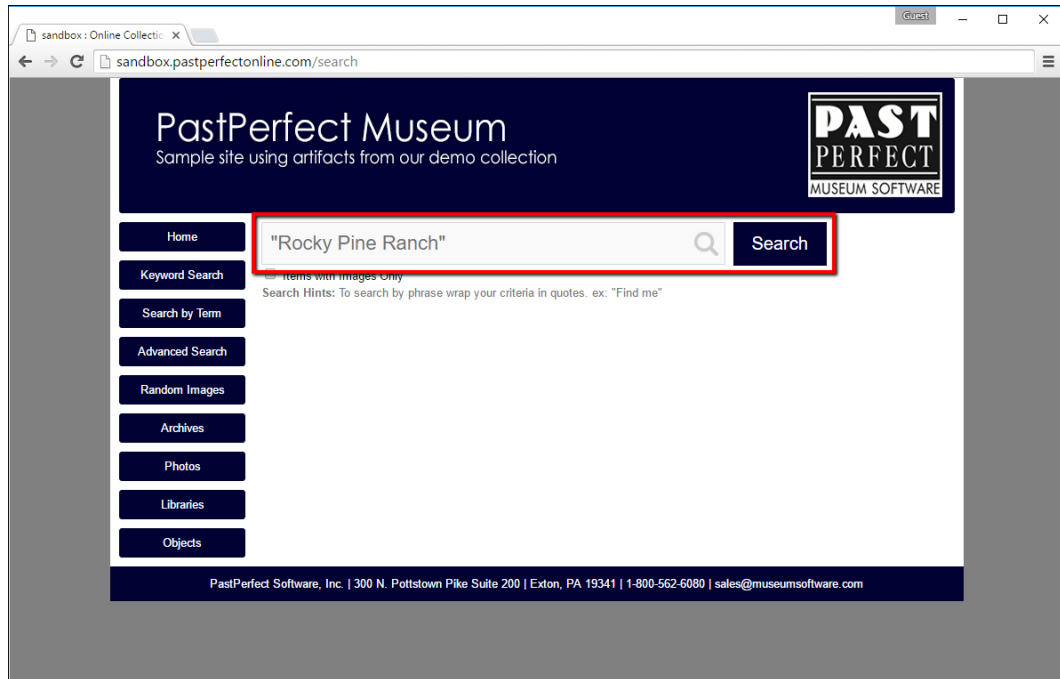 Guest
sandbox : Online Collectio
sandbox.pastperfectonline.com/search
PastPerfect Museum
Sample site using artifacts from our demo collection
PAST
PERFECT
MUSEUM SOFTWARE
Home
"Rocky Pine Ranch"
Search
Keyword Search
Items with Images Only
Search Hints: To search by phrase wrap your criteria in quotes. ex: "Find me"
Search by Term
Advanced Search
Random Images
Archives
Photos
Libraries
Objects
PastPerfect Software, Inc. | 300 N. Pottstown Pike Suite 200 | Exton, PA 19341 | 1-800-562-6080 | sales@museumsoftware.com